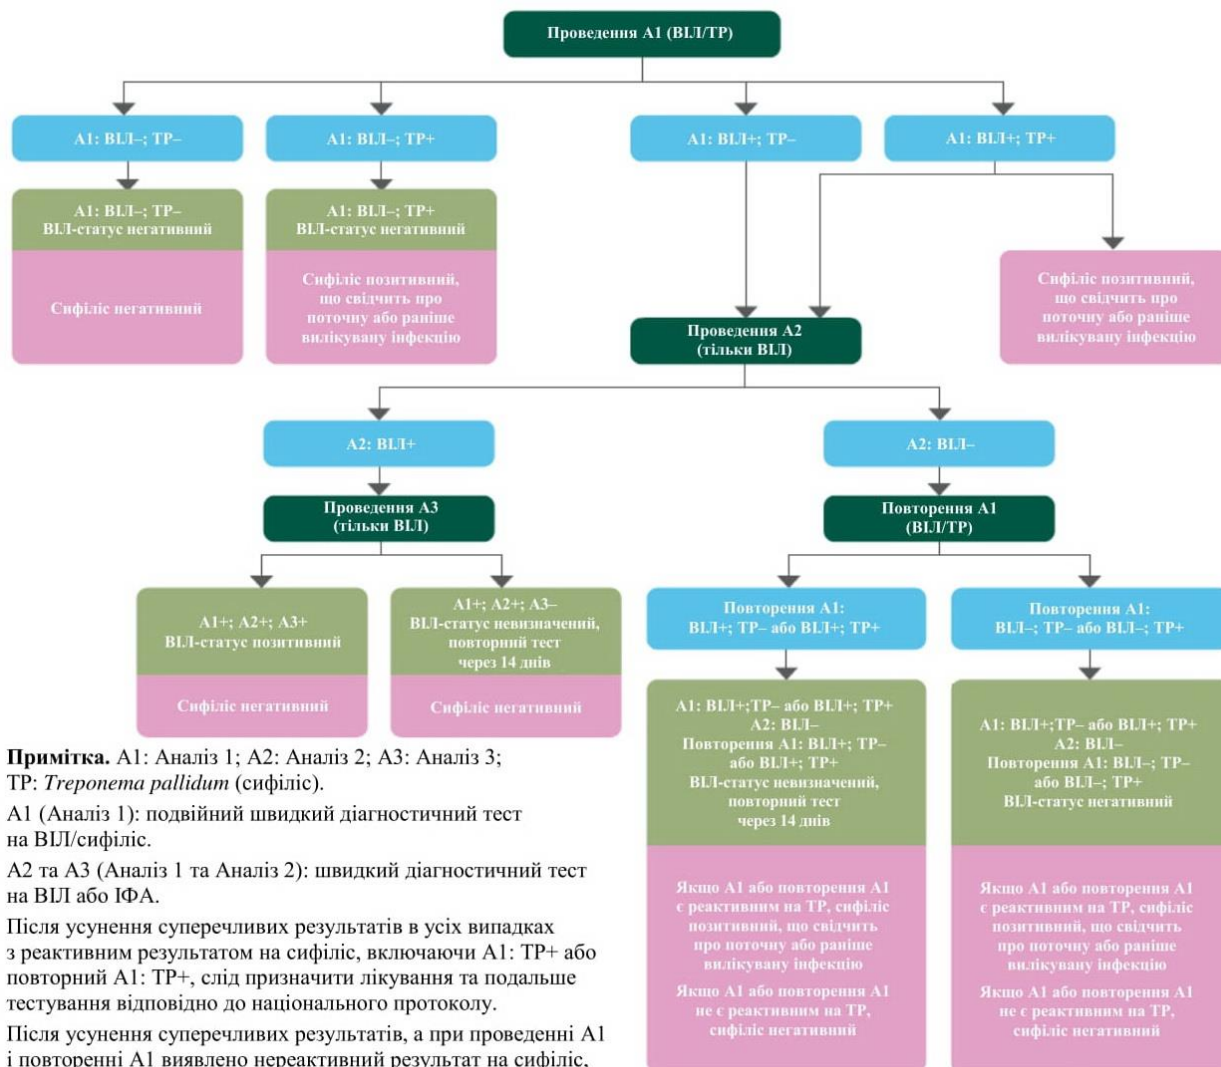 Проведення А1 (ВІЛ/ТР)
А1: ВІЛ–; ТР–
А1: ВІЛ–; ТР+
А1: ВІЛ+; ТР–
А1: ВІЛ+; ТР+
А1: ВІЛ–; ТР–
ВІЛ-статус негативний
Сифіліс негативний
А1: ВІЛ–; ТР+
ВІЛ-статус негативний
Сифіліс позитивний,
що свідчить про
поточну або раніше
вилікувану інфекцію
Сифіліс позитивний,
що свідчить про
поточну або раніше
вилікувану інфекцію
Проведення А2
(тільки ВІЛ)
А2: ВІЛ+
А2: ВІЛ–
Проведення А3
(тільки ВІЛ)
Повторення А1
(ВІЛ/ТР)
А1+; А2+; А3+
ВІЛ-статус позитивний
Сифіліс негативний
А1+; А2+; А3–
ВІЛ-статус невизначений,
повторний тест
через 14 днів
Сифіліс негативний
Повторення А1:
ВІЛ+; ТР– або ВІЛ+; ТР+
Повторення А1:
ВІЛ–; ТР– або ВІЛ–; ТР+
А1: ВІЛ+;ТР– або ВІЛ+; ТР+
А2: ВІЛ–
Повторення А1: ВІЛ+; ТР–
або ВІЛ+; ТР+
ВІЛ-статус невизначений,
повторний тест
через 14 днів
Якщо А1 або повторення А1
є реактивним на ТР, сифіліс
позитивний, що свідчить
про поточну або раніше
вилікувану інфекцію
Якщо А1 або повторення А1
не є реактивним на ТР,
сифіліс негативний
А1: ВІЛ+;ТР– або ВІЛ+; ТР+
А2: ВІЛ–
Повторення А1: ВІЛ–; ТР–
або ВІЛ–; ТР+
ВІЛ-статус негативний
Якщо А1 або повторення А1
є реактивним на ТР, сифіліс
позитивний, що свідчить
про поточну або раніше
вилікувану інфекцію
Якщо А1 або повторення А1
не є реактивним на ТР,
сифіліс негативний
Примітка. А1: Аналіз 1; А2: Аналіз 2; А3: Аналіз 3;
ТР: Treponema pallidum (сифіліс).
А1 (Аналіз 1): подвійний швидкий діагностичний тест
на ВІЛ/сифіліс.
А2 та А3 (Аналіз 1 та Аналіз 2): швидкий діагностичний тест
на ВІЛ або ІФА.
Після усунення суперечливих результатів в усіх випадках
з реактивним результатом на сифіліс, включаючи А1: ТР+ або
повторний А1: ТР+, слід призначити лікування та подальше
тестування відповідно до національного протоколу.
Після усунення суперечливих результатів, а при проведенні А1
і повторенні А1 виявлено нереактивний результат на сифіліс,